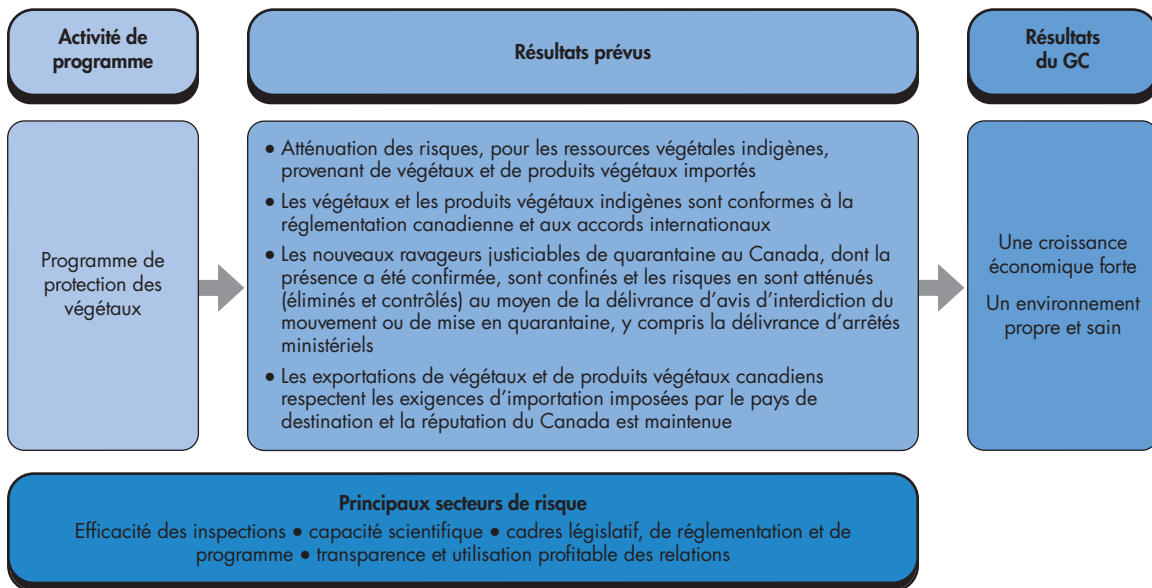 Activité de
programme
Résultats prévus
Résultats
du GC
Programme de
protection des
végétaux
• Atténuation des risques, pour les ressources végétales indigènes,
provenant de végétaux et de produits végétaux importés
• Les végétaux et les produits végétaux indigènes sont conformes à la
réglementation canadienne et aux accords internationaux
• Les nouveaux ravageurs justiciables de quarantaine au Canada, dont la
présence a été confirmée, sont confinés et les risques en sont atténués
(éliminés et contrôlés) au moyen de la délivrance d'avis d'interdiction du
mouvement ou de mise en quarantaine, y compris la délivrance d'arrêtés
ministériels
• Les exportations de végétaux et de produits végétaux canadiens
respectent les exigences d'importation imposées par le pays de
destination et la réputation du Canada est maintenue
Une croissance
économique forte
Un environnement
propre et sain
Principaux secteurs de risque
Efficacité des inspections • capacité scientifique • cadres législatif, de réglementation et de
programme • transparence et utilisation profitable des relations